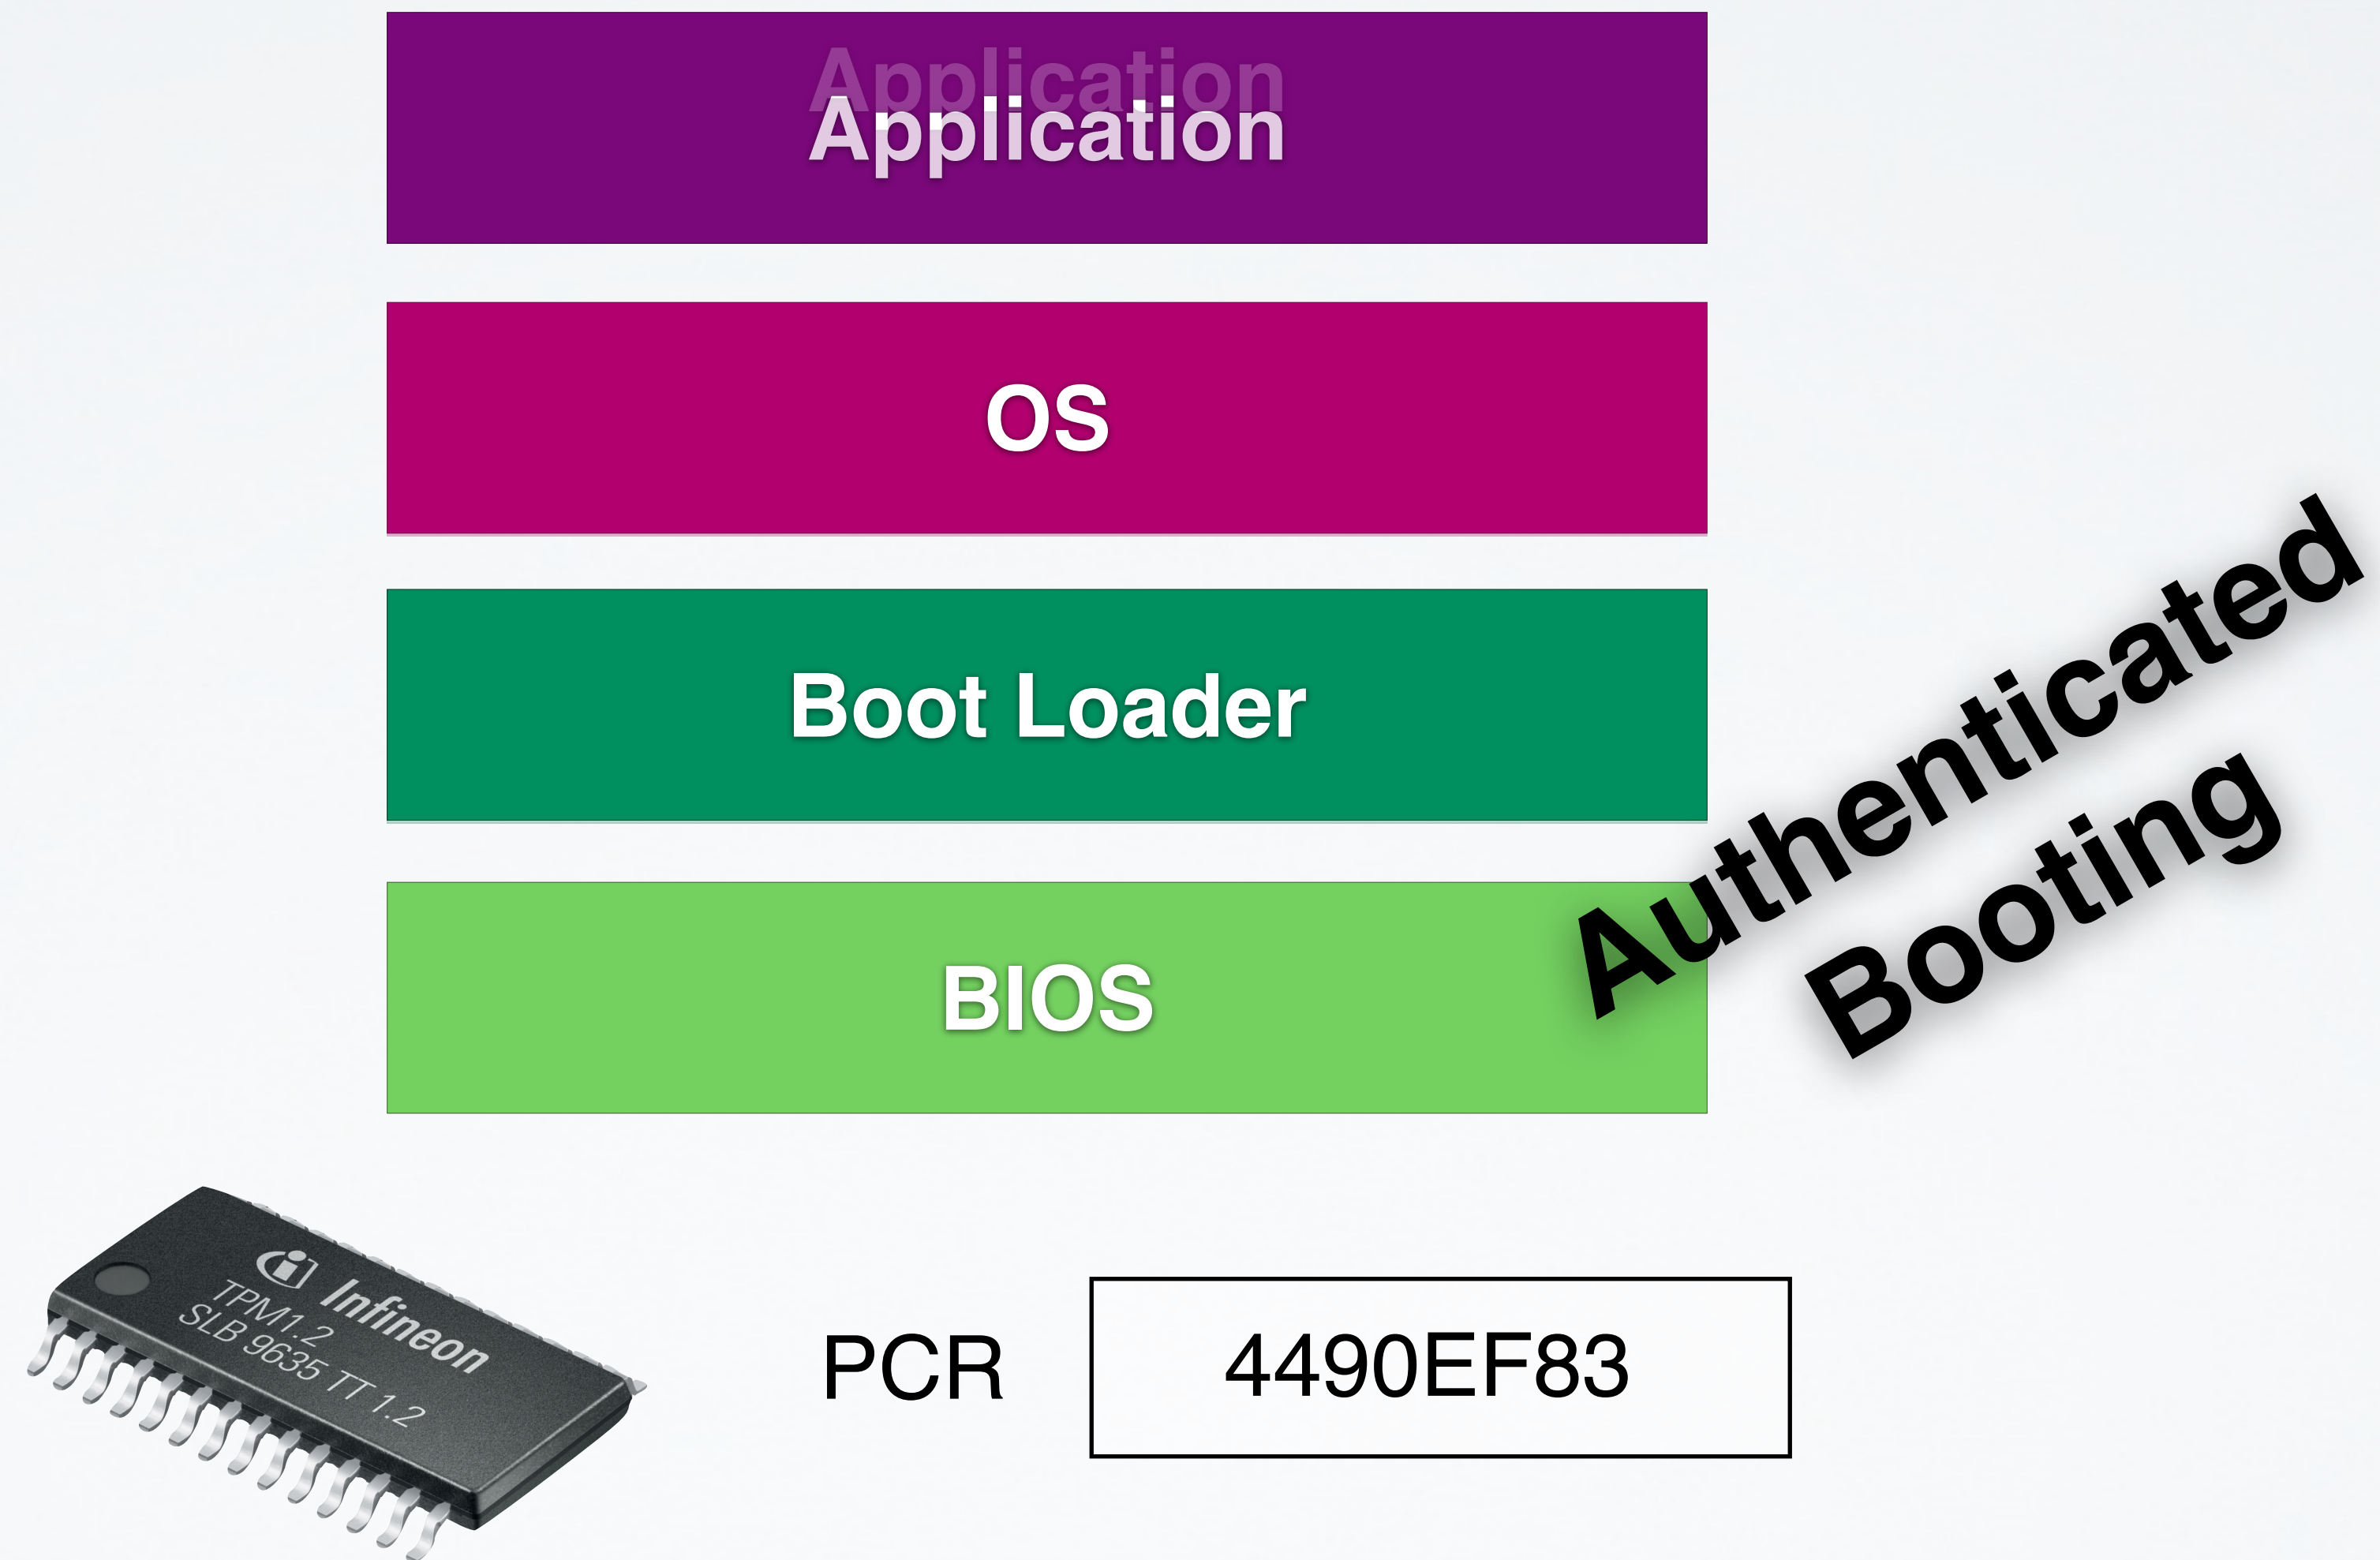 Application
Application
OS
Boot Loader
Authenticated
Booting
BIOS
Infineon
TPM1.2
SLB 9635 TT 1.2
PCR
4490EF83